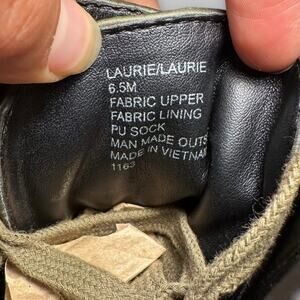 LAURIE/LAURIE
6.5M
FABRIC UPPER
FABRIC LINING
PU SOCK
MAN MADE OUTS
MADE IN VIETNAM
1163